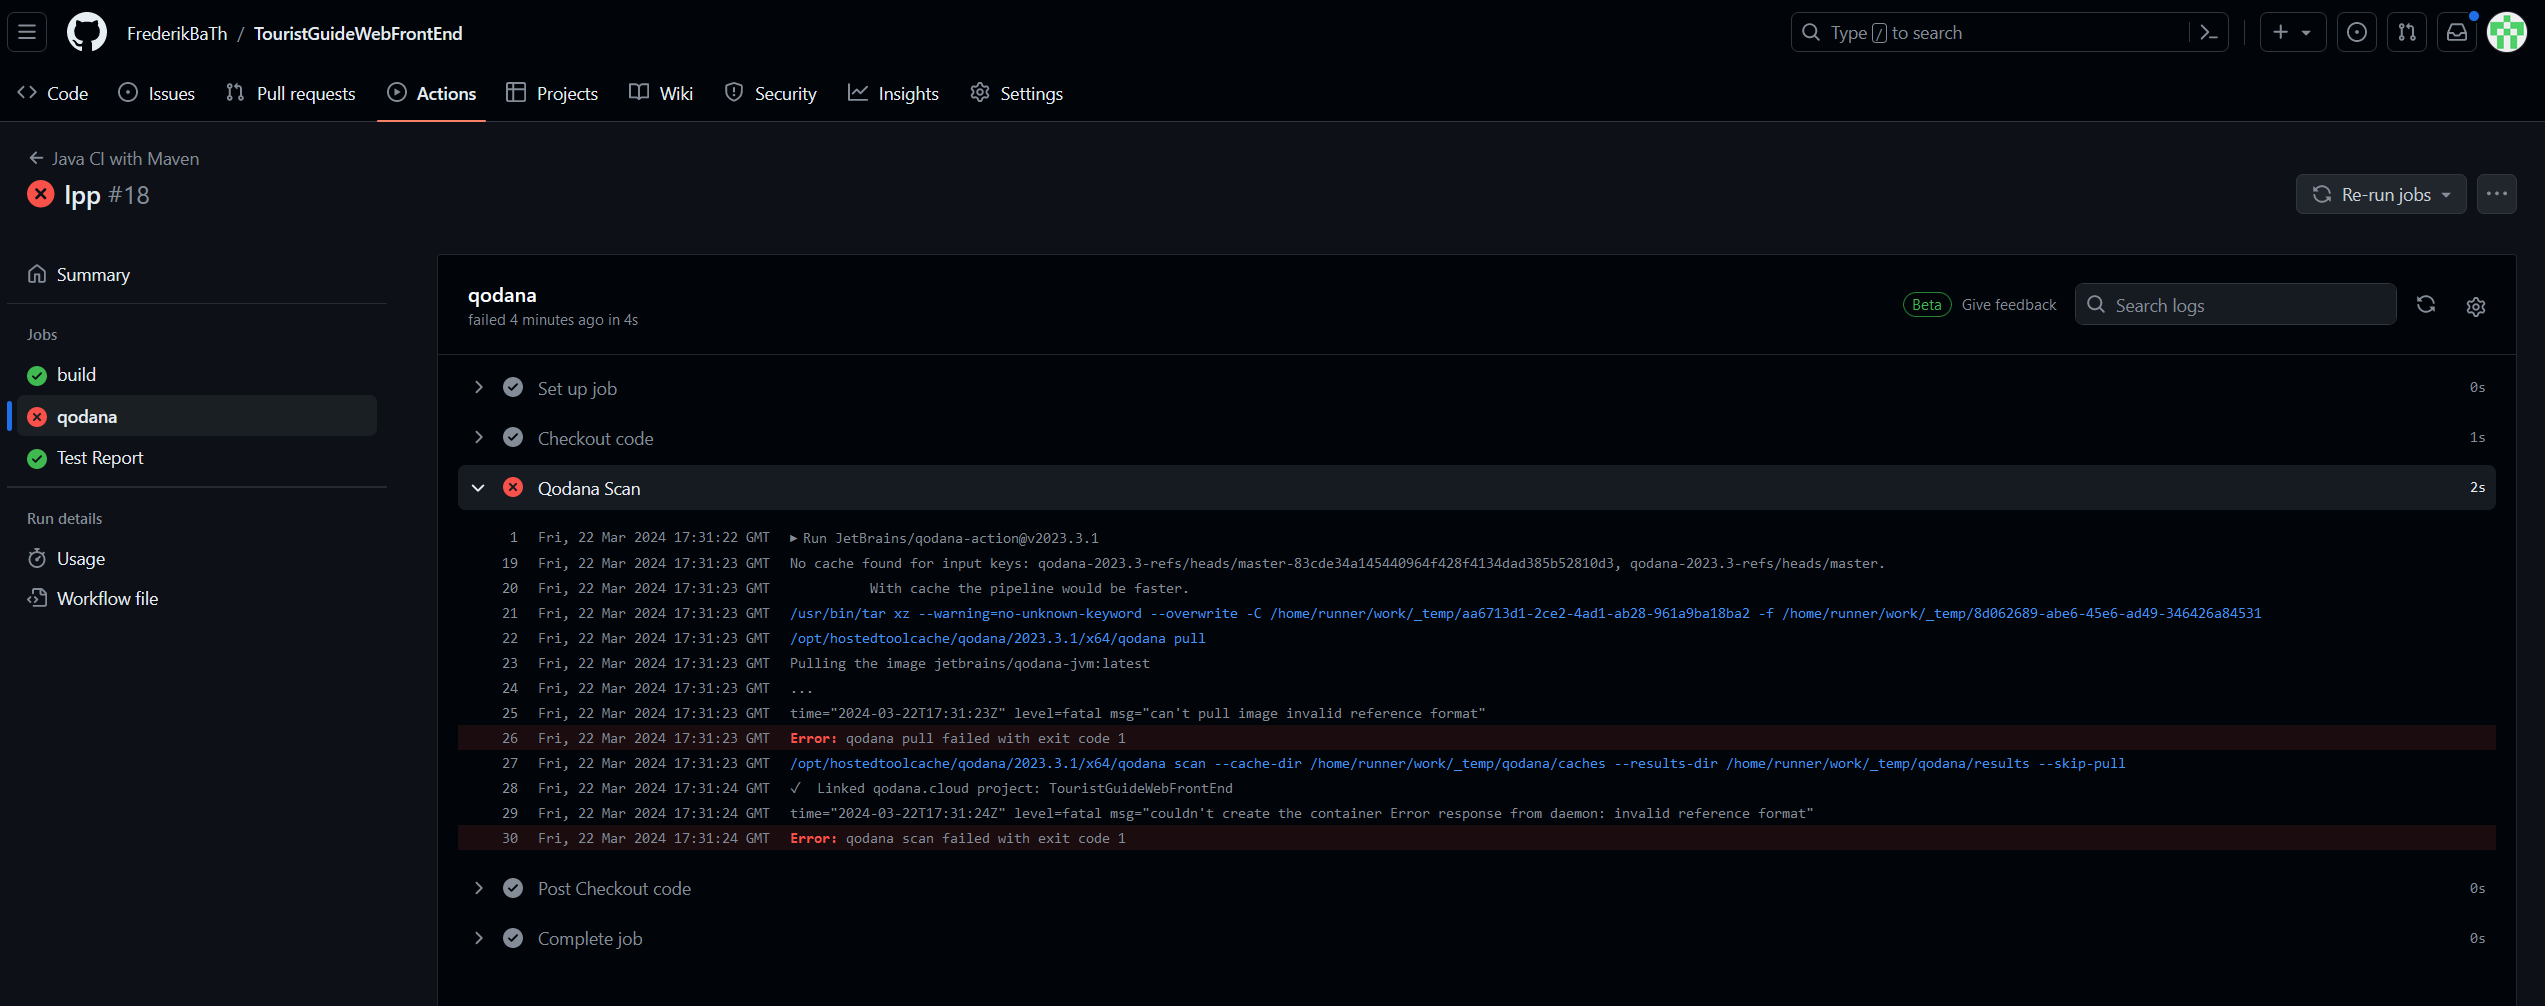 FrederikBaTh / TouristGuideWebFrontEnd
Type / to search
Code
Issues
Pull requests
Actions
Projects
Wiki
Security
Insights
Settings
Java CI with Maven
lpp #18
Re-run jobs
Summary
Jobs
build
qodana
Test Report
Run details
Usage
Workflow file
qodana
failed 4 minutes ago in 4s
Beta
Give feedback
Search logs
Set up job
0s
Checkout code
1s
Qodana Scan
2s
1 Fri, 22 Mar 2024 17:31:22 GMT Run JetBrains/qodana-action@v2023.3.1
19 Fri, 22 Mar 2024 17:31:23 GMT No cache found for input keys: qodana-2023.3-refs/heads/master-83cde34a145440964f428f4134dad385b52810d3, qodana-2023.3-refs/heads/master.
20 Fri, 22 Mar 2024 17:31:23 GMT With cache the pipeline would be faster.
21 Fri, 22 Mar 2024 17:31:23 GMT /usr/bin/tar xz --warning=no-unknown-keyword --overwrite -C /home/runner/work/_temp/aa6713d1-2ce2-4ad1-ab28-961a9ba18ba2 -f /home/runner/work/_temp/8d062689-abe6-45e6-ad49-346426a84531
22 Fri, 22 Mar 2024 17:31:23 GMT /opt/hostedtoolcache/qodana/2023.3.1/x64/qodana pull
23 Fri, 22 Mar 2024 17:31:23 GMT Pulling the image jetbrains/qodana-jvm:latest
24 Fri, 22 Mar 2024 17:31:23 GMT ...
25 Fri, 22 Mar 2024 17:31:23 GMT time="2024-03-22T17:31:23Z" level=fatal msg="can't pull image invalid reference format"
26 Fri, 22 Mar 2024 17:31:23 GMT Error: qodana pull failed with exit code 1
27 Fri, 22 Mar 2024 17:31:23 GMT /opt/hostedtoolcache/qodana/2023.3.1/x64/qodana scan --cache-dir /home/runner/work/_temp/qodana/caches --results-dir /home/runner/work/_temp/qodana/results --skip-pull
28 Fri, 22 Mar 2024 17:31:24 GMT ✓ Linked qodana.cloud project: TouristGuideWebFrontEnd
29 Fri, 22 Mar 2024 17:31:24 GMT time="2024-03-22T17:31:24Z" level=fatal msg="couldn't create the container Error response from daemon: invalid reference format"
30 Fri, 22 Mar 2024 17:31:24 GMT Error: qodana scan failed with exit code 1
Post Checkout code
0s
Complete job
0s